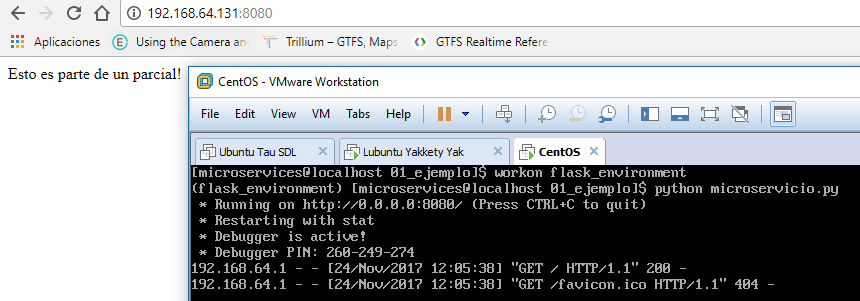 192.168.64.131:8080
Aplicaciones Using the Camera an Trillium – GTFS, Maps GTFS Realtime Refere
Esto es parte de un parcial!
CentOS - VMware Workstation
File Edit View VM Tabs Help
Ubuntu Tau SDL Lubuntu Yakkety Yak CentOS
[microservices@localhost 01_ejemplo]$ workon flask_environment
(flask_environment) [microservices@localhost 01_ejemplo]$ python microservicio.py
* Running on http://0.0.0.0:8080/ (Press CTRL+C to quit)
* Restarting with stat
* Debugger is active!
* Debugger PIN: 260-249-274
192.168.64.1 - - [24/Nov/2017 12:05:38] "GET / HTTP/1.1" 200 -
192.168.64.1 - - [24/Nov/2017 12:05:38] "GET /favicon.ico HTTP/1.1" 404 -